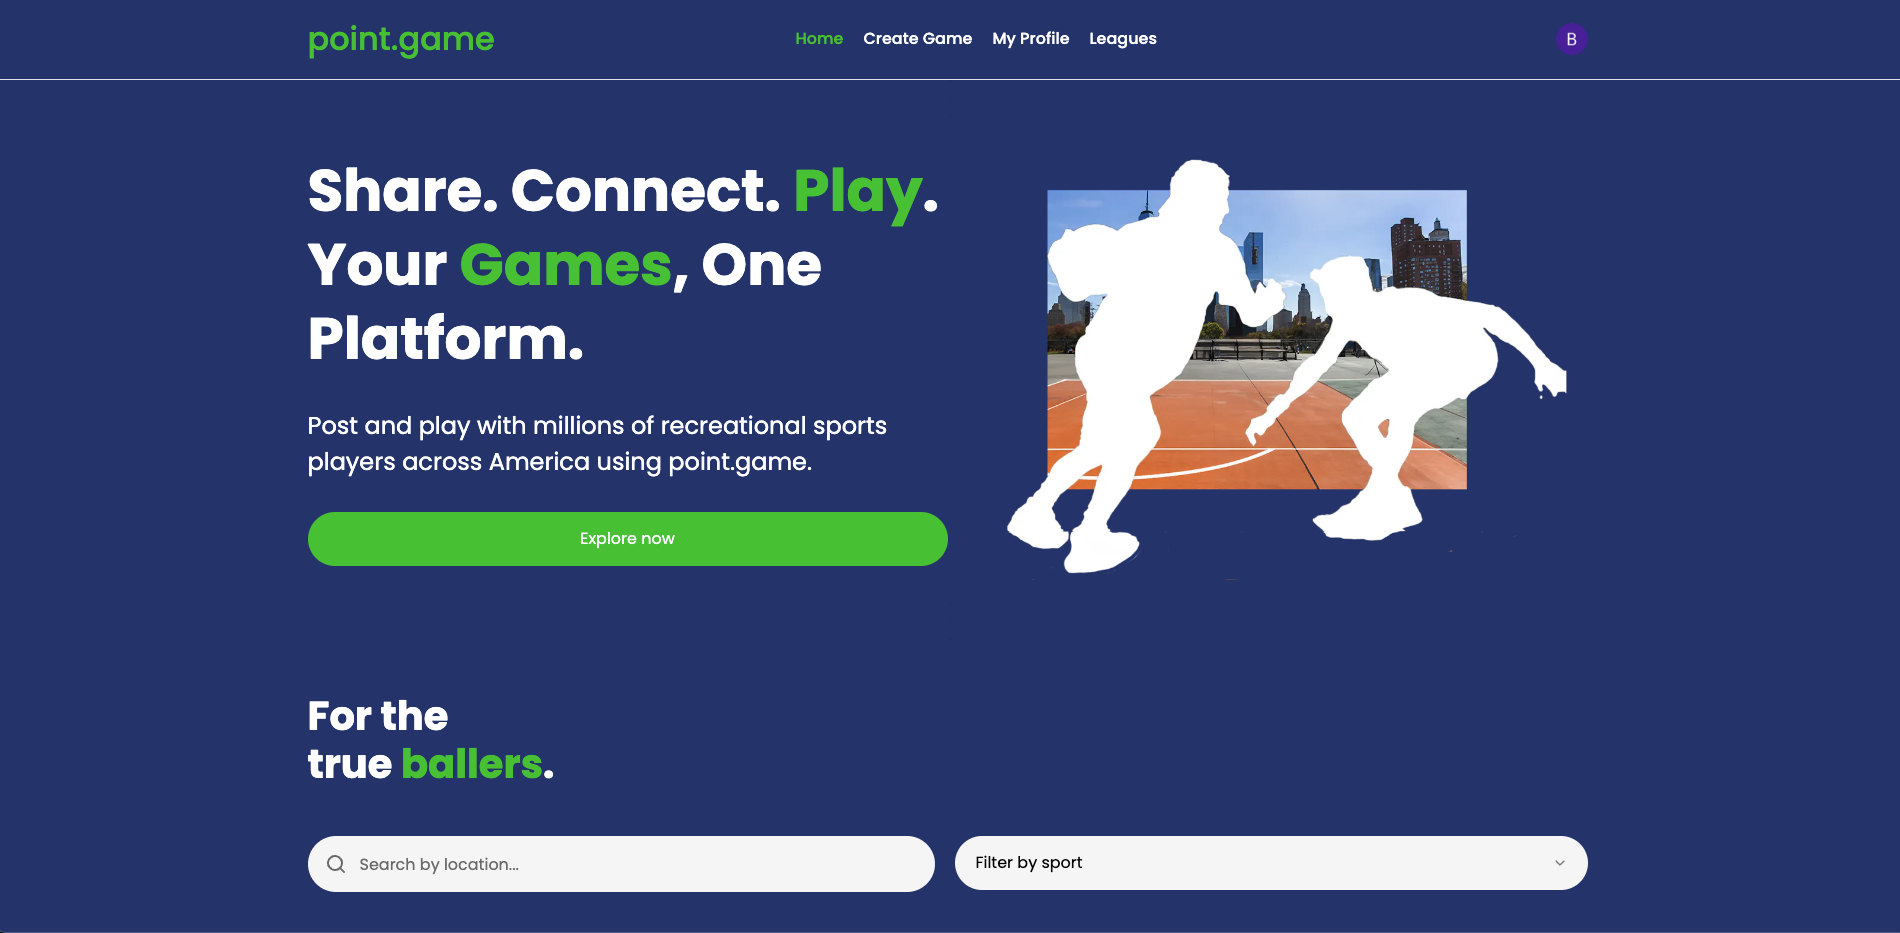 point.game
Home Create Game My Profile Leagues
B
Share. Connect. Play.
Your Games, One
Platform.
Post and play with millions of recreational sports
players across America using point.game.
Explore now
For the
true ballers.
Search by location...
Filter by sport